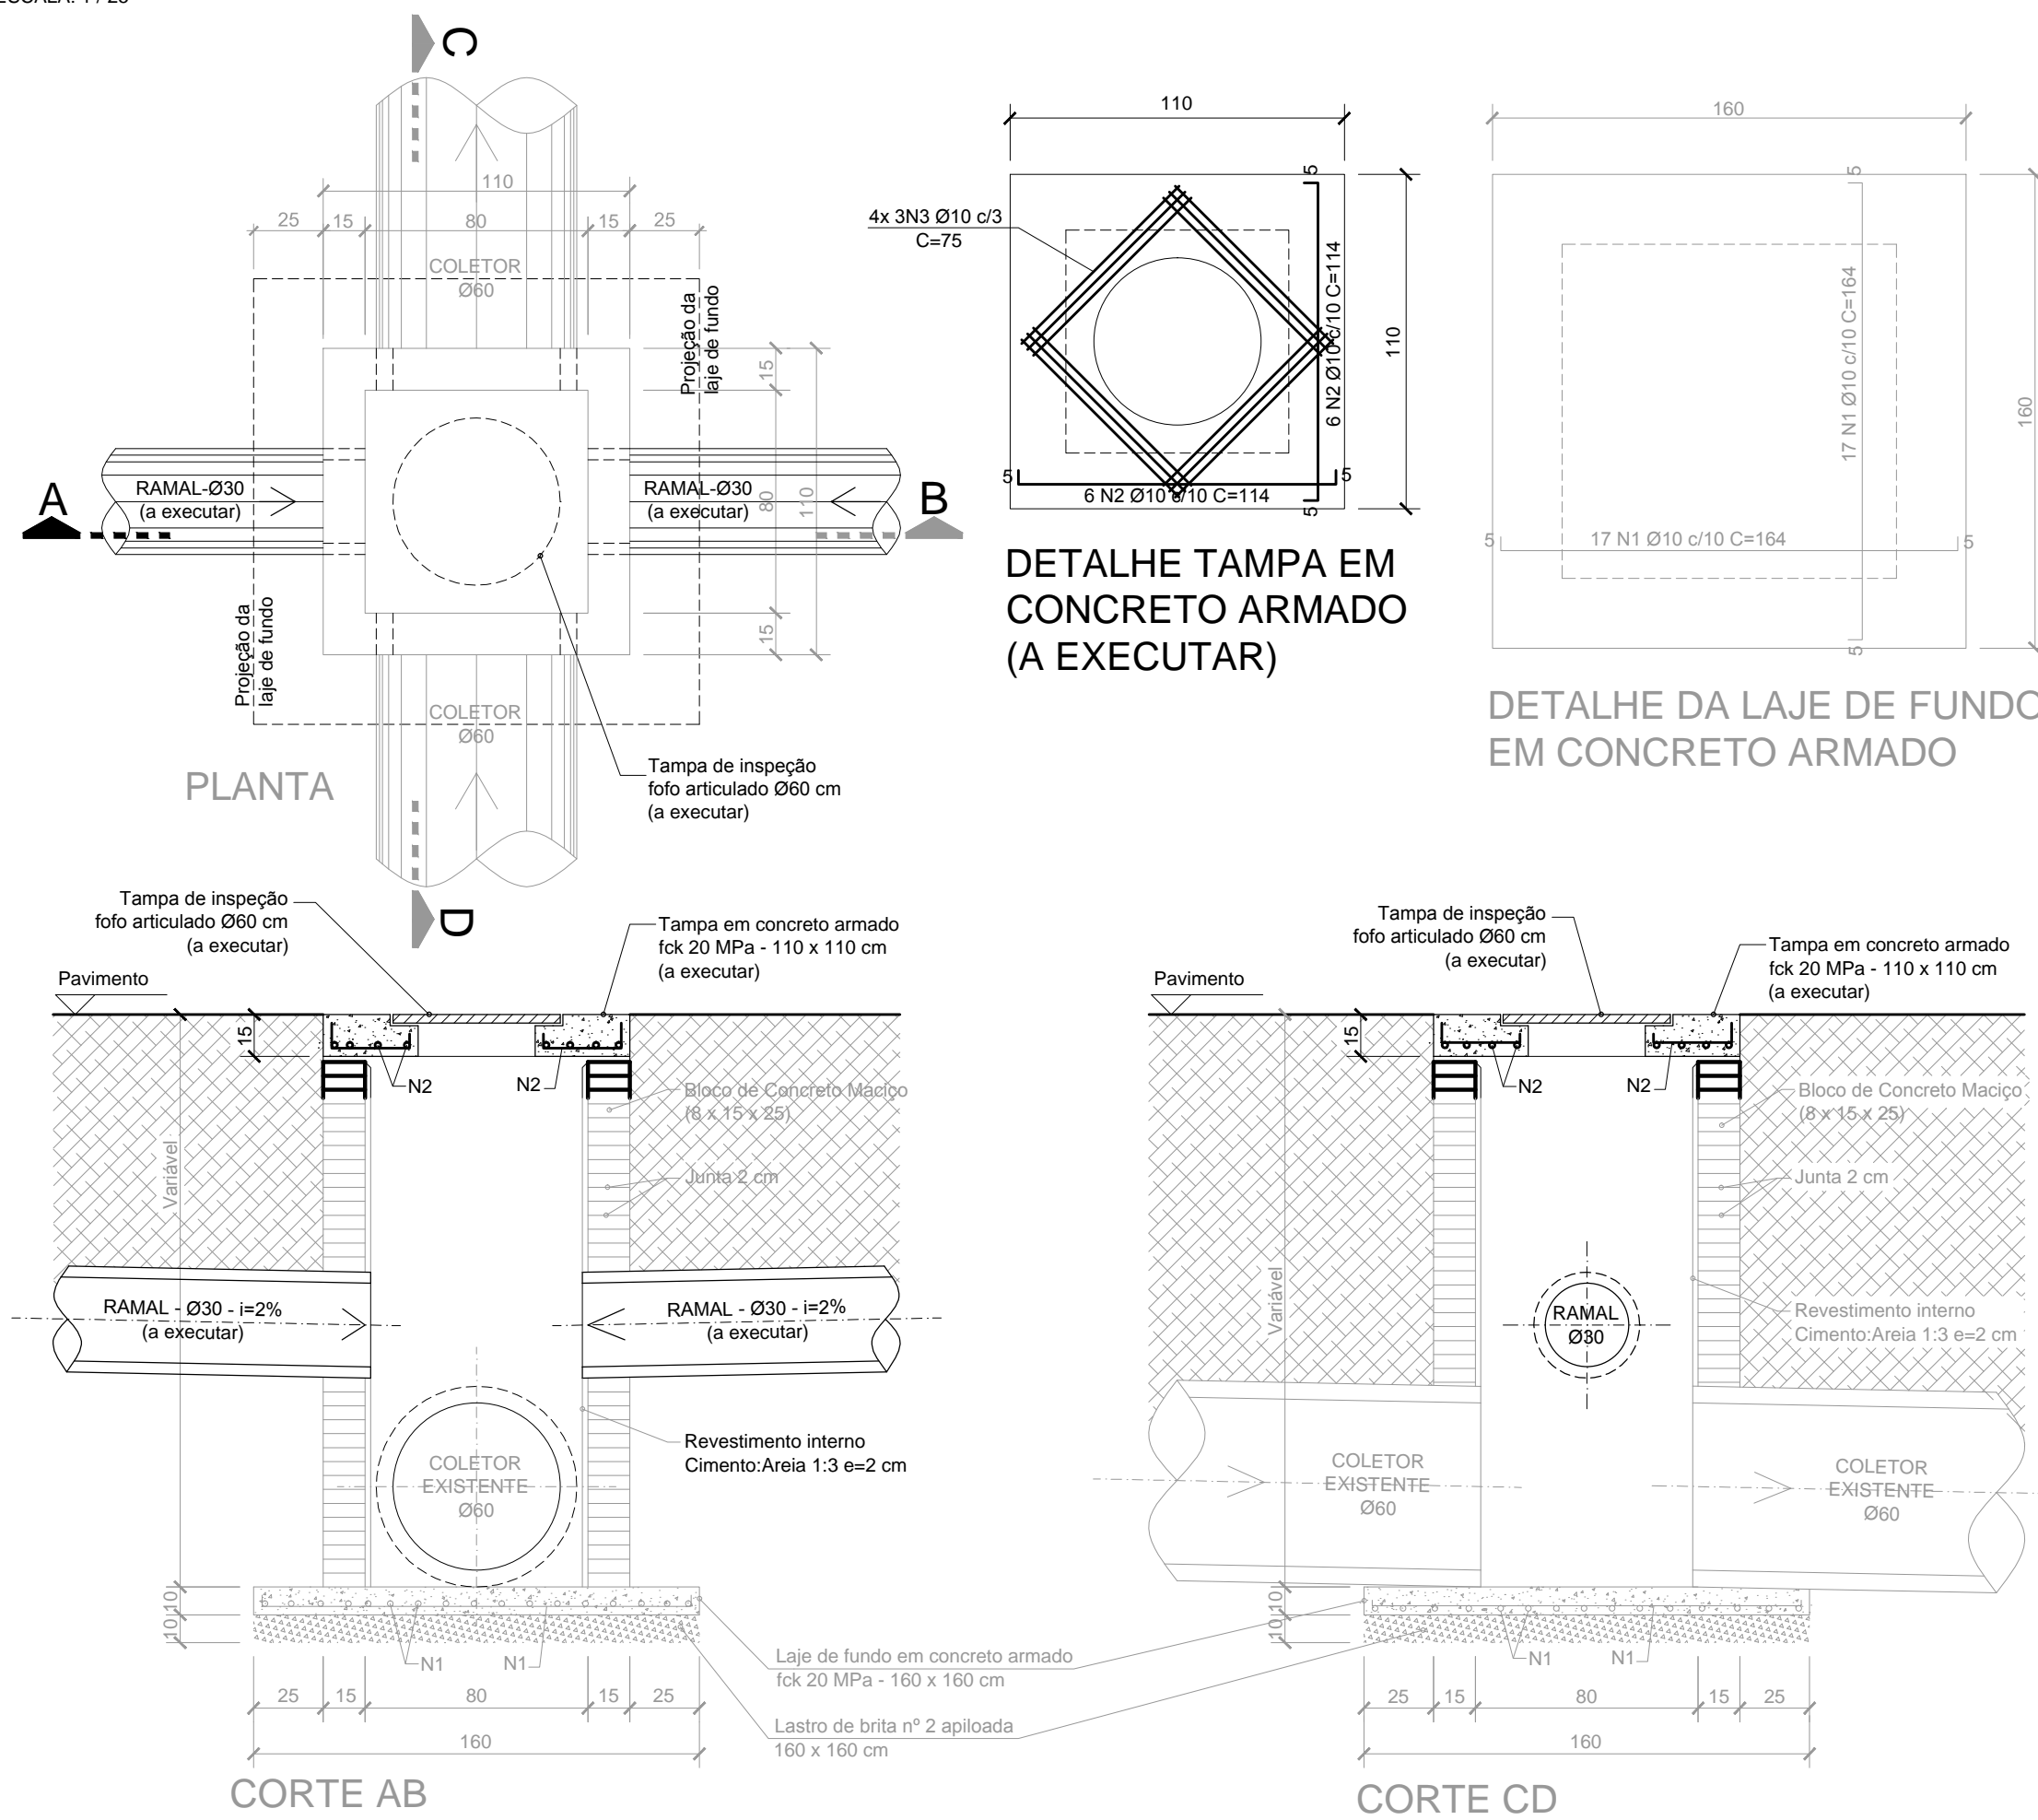 C
110
25
15
80
15
25
COLETOR
Ø60
Projeção da
laje de fundo
15
80
110
15
A
RAMAL-Ø30
(a executar)
RAMAL-Ø30
(a executar)
B
Projeção da
laje de fundo
COLETOR
Ø60
Tampa de inspeção
fofo articulado Ø60 cm
(a executar)
PLANTA
D
110
4x 3N3 Ø10 c/3
C=75
5
6 N2 Ø10 c/10 C=114
110
5
5
6 N2 Ø10 c/10 C=114
5
DETALHE TAMPA EM
CONCRETO ARMADO
(A EXECUTAR)
160
5
17 N1 Ø10 c/10 C=164
160
5
17 N1 Ø10 c/10 C=164
5
5
DETALHE DA LAJE DE FUNDO
EM CONCRETO ARMADO
Tampa de inspeção
fofo articulado Ø60 cm
(a executar)
Tampa em concreto armado
fck 20 MPa - 110 x 110 cm
(a executar)
Pavimento
15
N2
N2
Bloco de Concreto Maciço
(8 x 15 x 25)
Variável
Junta 2 cm
RAMAL - Ø30 - i=2%
(a executar)
RAMAL - Ø30 - i=2%
(a executar)
Revestimento interno
Cimento:Areia 1:3 e=2 cm
COLETOR
EXISTENTE
Ø60
10
10
N1
N1
Laje de fundo em concreto armado
fck 20 MPa - 160 x 160 cm
Lastro de brita nº 2 apiloada
160 x 160 cm
25
15
80
15
25
160
CORTE AB
Tampa de inspeção
fofo articulado Ø60 cm
(a executar)
Tampa em concreto armado
fck 20 MPa - 110 x 110 cm
(a executar)
Pavimento
15
N2
N2
Bloco de Concreto Maciço
(8 x 15 x 25)
Junta 2 cm
Variável
RAMAL
Ø30
Revestimento interno
Cimento:Areia 1:3 e=2 cm
COLETOR
EXISTENTE
Ø60
COLETOR
EXISTENTE
Ø60
10
10
N1
N1
25
15
80
15
25
160
CORTE CD